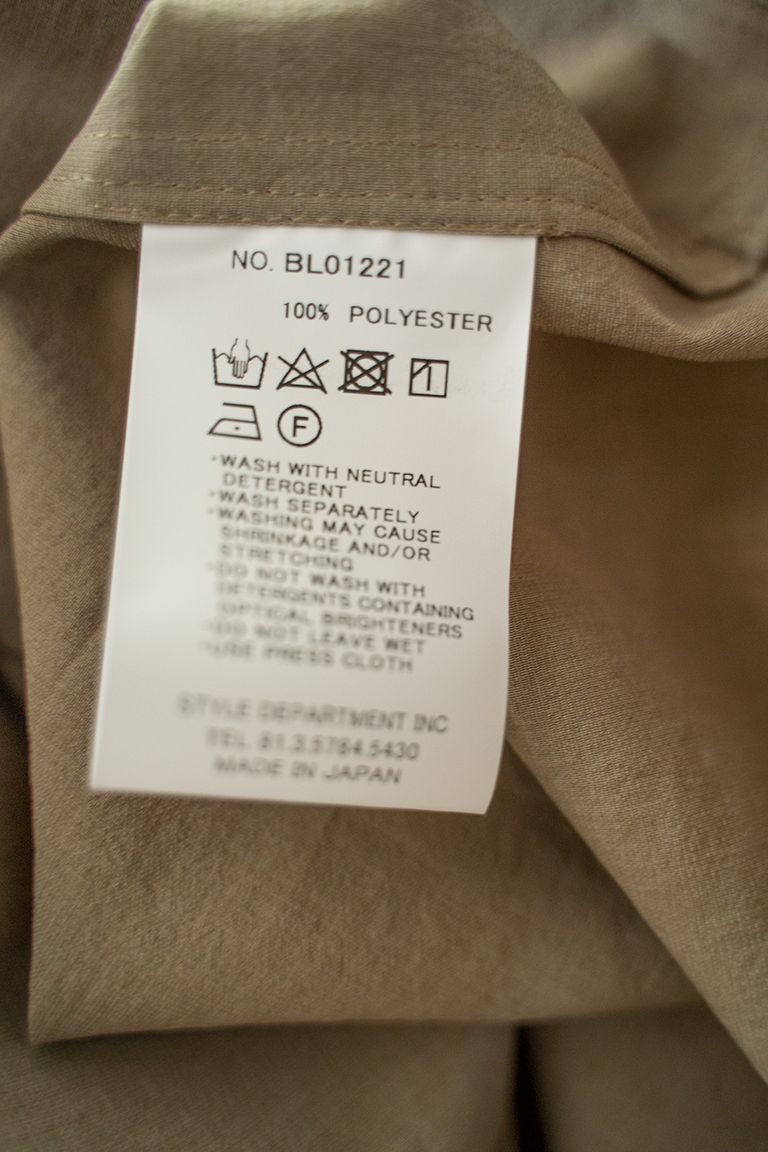 NO. BL01221
100% POLYESTER
F
•WASH WITH NEUTRAL
DETERGENT
•WASH SEPARATELY
•WASHING MAY CAUSE
SHRINKAGE AND/OR
STRETCHING
•DO NOT WASH WITH
DETERGENTS CONTAINING
OPTICAL BRIGHTENERS
•DO NOT LEAVE WET
•USE PRESS CLOTH
STYLE DEPARTMENT INC
TEL 81.3.5784.5430
MADE IN JAPAN